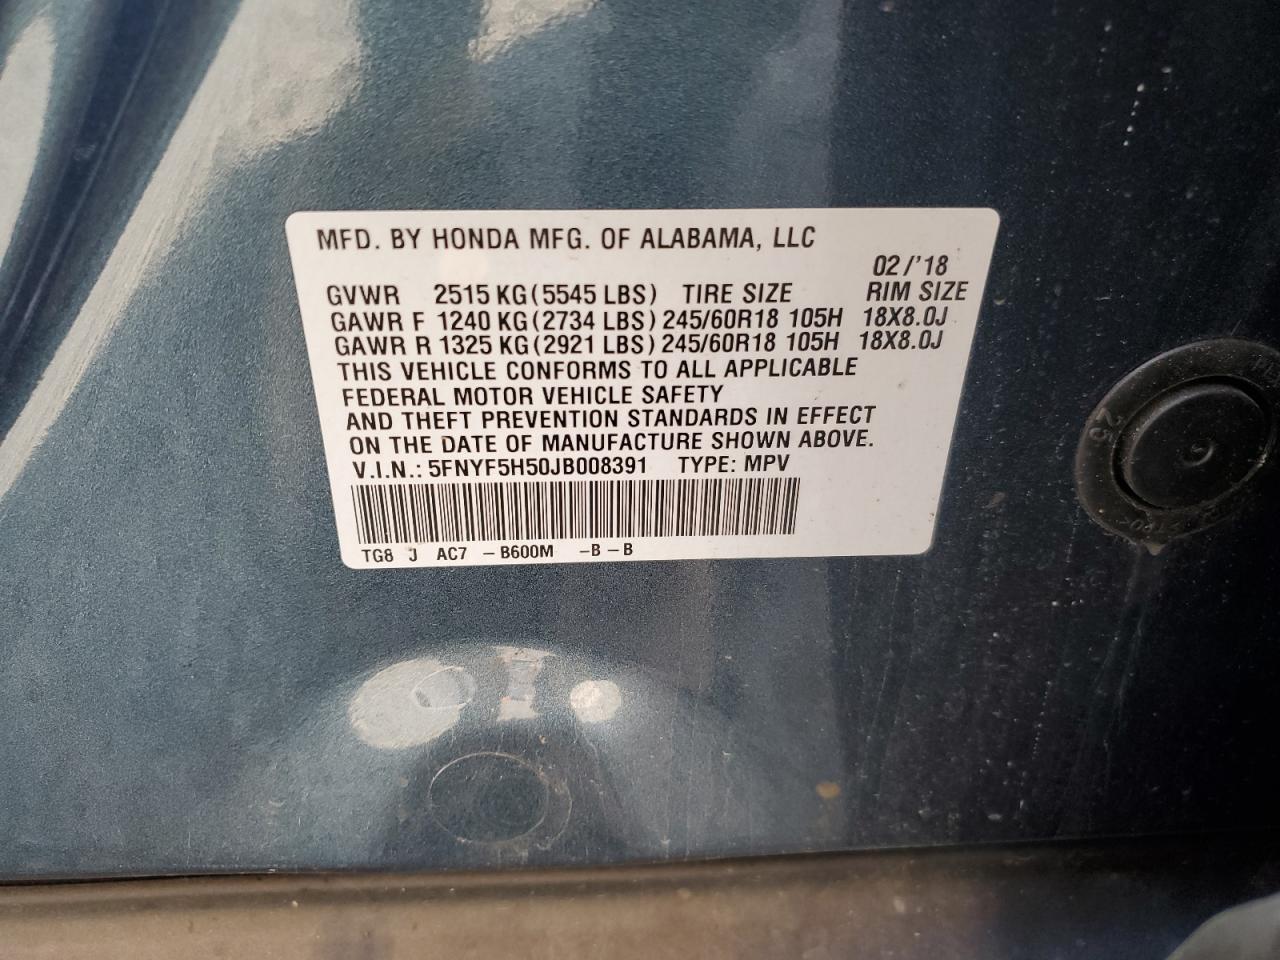 MFD. BY HONDA MFG. OF ALABAMA, LLC
02/'18
GVWR 2515 KG(5545 LBS) TIRE SIZE RIM SIZE
GAWR F 1240 KG(2734 LBS) 245/60R18 105H 18X8.0J
GAWR R 1325 KG(2921 LBS) 245/60R18 105H 18X8.0J
THIS VEHICLE CONFORMS TO ALL APPLICABLE
FEDERAL MOTOR VEHICLE SAFETY
AND THEFT PREVENTION STANDARDS IN EFFECT
ON THE DATE OF MANUFACTURE SHOWN ABOVE.
V.I.N.: 5FNYF5H50JB008391 TYPE: MPV
TG8 J AC7 -B600M -B-B
25